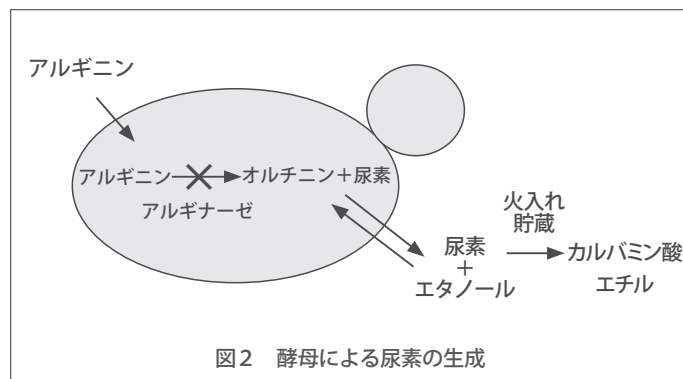 アルギニン
アルギニン
オルチニン＋尿素
アルギナーゼ
火入れ
貯蔵
尿素
＋
エタノール
カルバミン酸
エチル
図2　酵母による尿素の生成